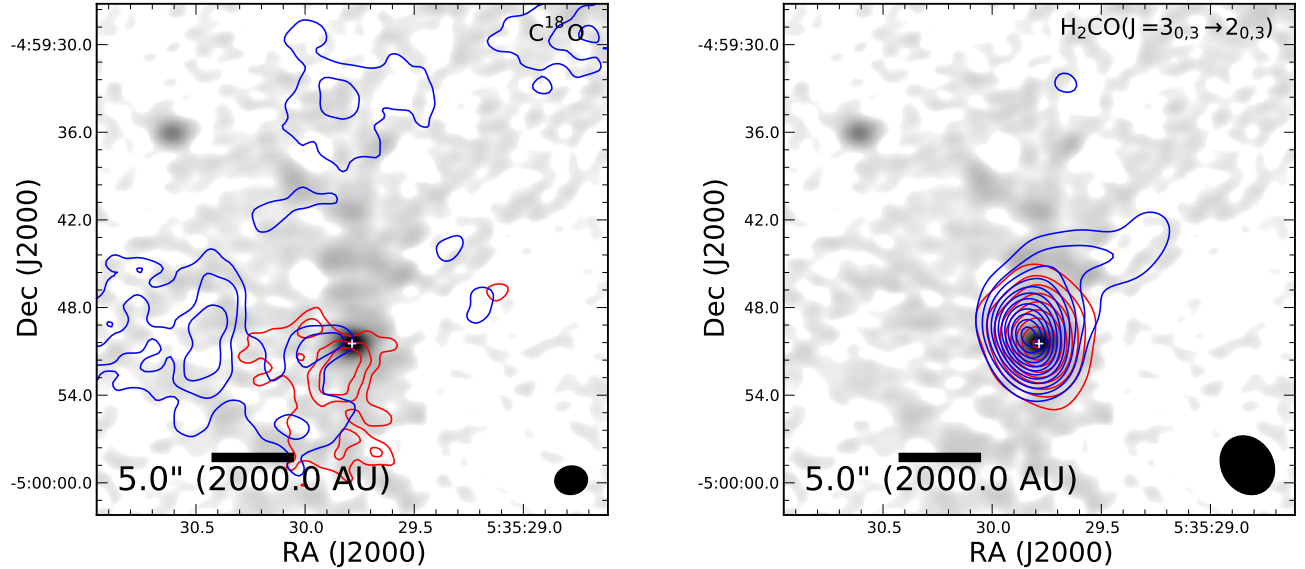 C¹⁸O
-4:59:30.0
36.0
42.0
48.0
54.0
-5:00:00.0
Dec (J2000)
5.0" (2000.0 AU)
30.5
30.0
29.5
5:35:29.0
RA (J2000)
H₂CO(J=3₀,₃→2₀,₃)
-4:59:30.0
36.0
42.0
48.0
54.0
-5:00:00.0
Dec (J2000)
5.0" (2000.0 AU)
30.5
30.0
29.5
5:35:29.0
RA (J2000)